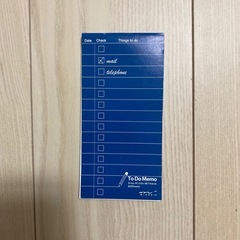 Date Check Things to do
mail
telephone
To Do Memo